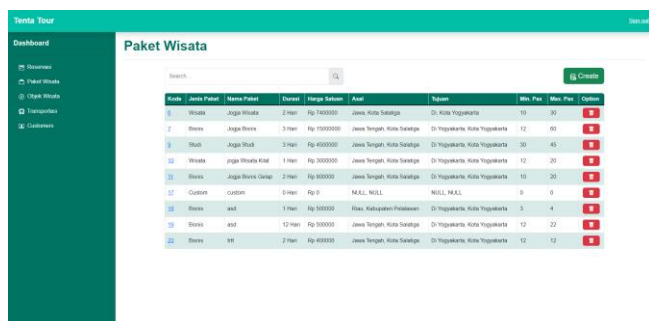 Tenta Tour
Sign out
Dashboard
Reservasi
Paket Wisata
Objek Wisata
Transportasi
Customers
Paket Wisata
Search
Create
Kode Jenis Paket Nama Paket Durasi Harga Satuan Asal Tujuan Min. Pax Max. Pax Option
6 Wisata Jogja Wisata 2 Hari Rp 7400000 Jawa, Kota Salatiga Di, Kota Yogyakarta 10 30
7 Bisnis Jogja Bisnis 3 Hari Rp 15000000 Jawa Tengah, Kota Salatiga Di Yogyakarta, Kota Yogyakarta 12 60
9 Studi Jogja Studi 3 Hari Rp 4500000 Jawa Tengah, Kota Salatiga Di Yogyakarta, Kota Yogyakarta 30 45
10 Wisata jogja Wisata Kilat 1 Hari Rp 3000000 Jawa Tengah, Kota Salatiga Di Yogyakarta, Kota Yogyakarta 12 20
Bisnis Jogja Bisnis Gelap 2 Hari Rp 800000 Jawa Tengah, Kota Salatiga Di Yogyakarta, Kota Yogyakarta 10 20
17 Custom custom 0 Hari Rp 0 NULL, NULL NULL, NULL 0 0
18 Bisnis asd 1 Hari Rp 500000 Riau, Kabupaten Pelalawan Di Yogyakarta, Kota Yogyakarta 3 4
19 Bisnis asd 12 Hari Rp 500000 Jawa Tengah, Kota Salatiga Di Yogyakarta, Kota Yogyakarta 12 22
20 Bisnis 2 Hari Rp 400000 Jawa Tengah, Kota Salatiga Di Yogyakarta, Kota Yogyakarta 12 12